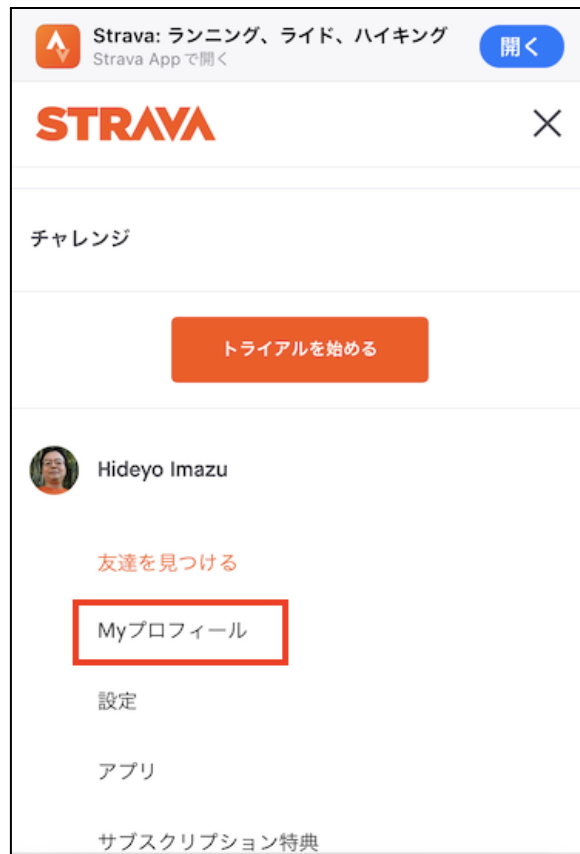 Strava: ランニング、ライド、ハイキング
Strava App で開く
開く
STRAVA
チャレンジ
トライアルを始める
Hideyo Imazu
友達を見つける
Myプロフィール
設定
アプリ
サブスクリプション特典